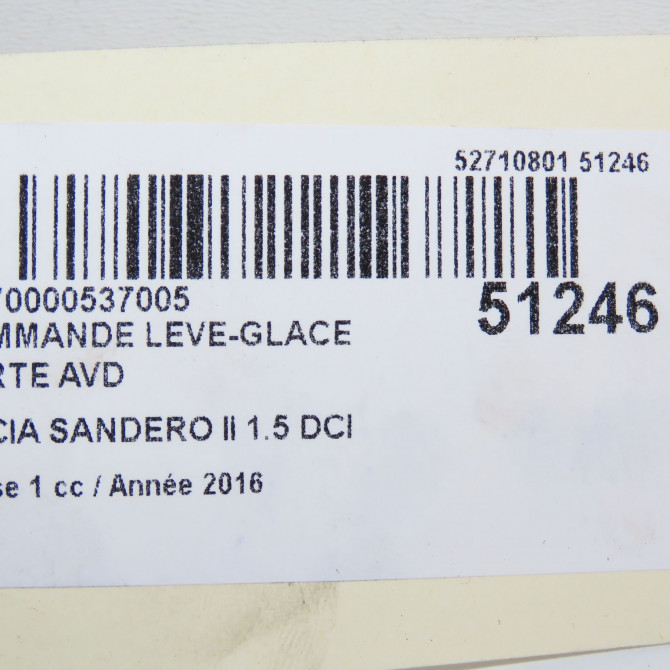 52710801 51246
70000537005
51246
MMANDE LEVE-GLACE
RTE AVD
CIA SANDERO II 1.5 DCI
se 1 cc / Année 2016